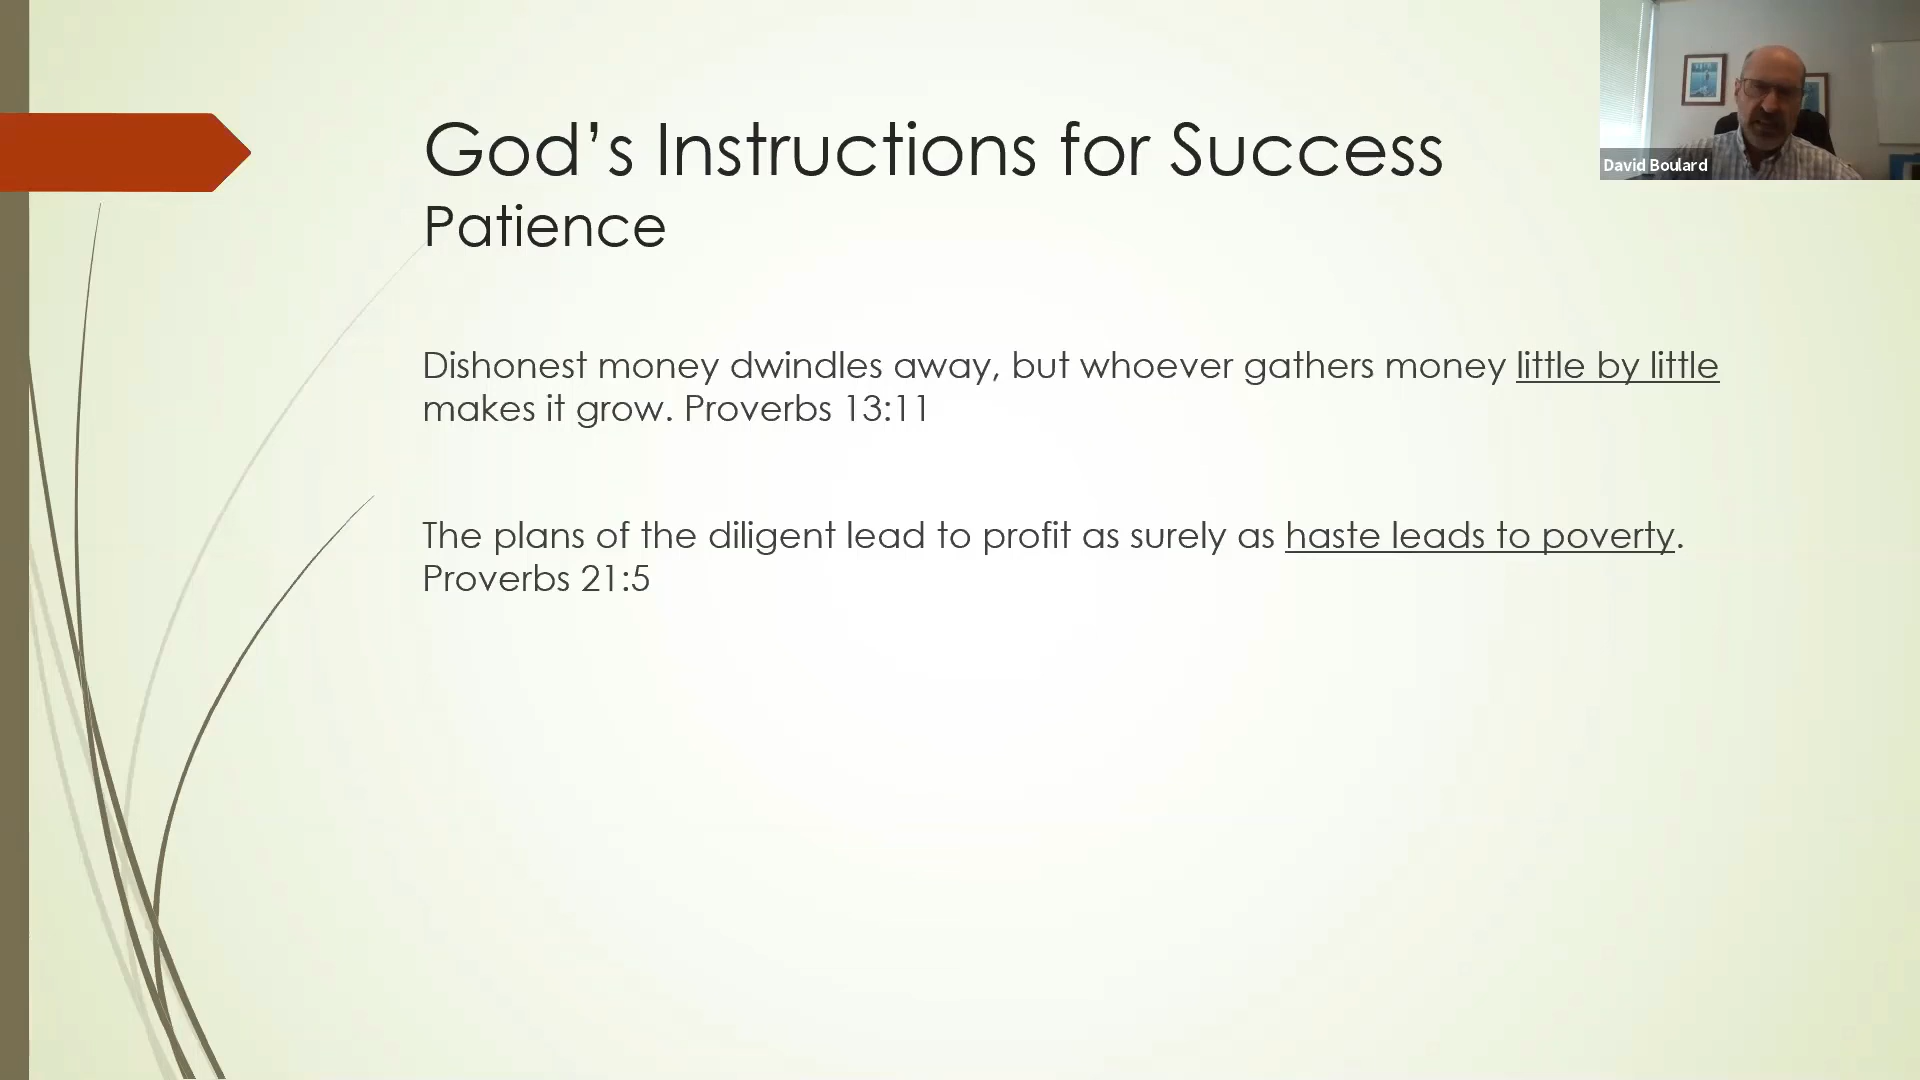 God’s Instructions for Success
Patience
David Boulard
Dishonest money dwindles away, but whoever gathers money little by little
makes it grow. Proverbs 13:11
The plans of the diligent lead to profit as surely as haste leads to poverty.
Proverbs 21:5